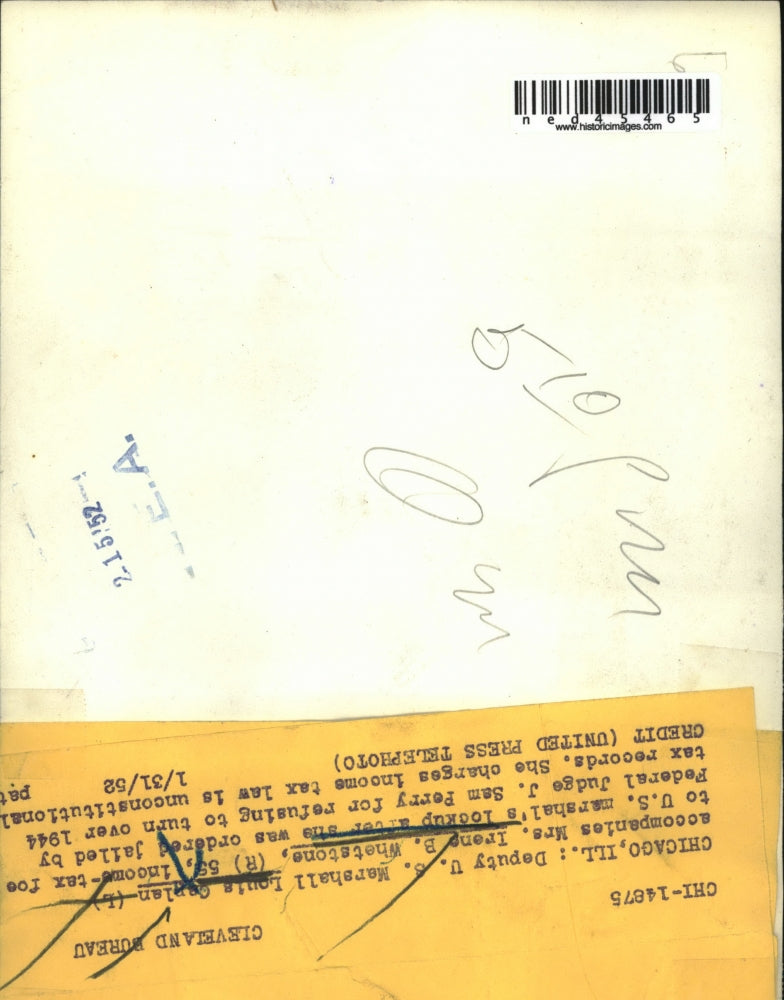 ned45465
www.historicimages.com
2-15-52
E.A.
CLEVELAND BUREAU
CHI-14875
CHICAGO, ILL.: Deputy U. S. Marshall Louis Caplan (L)
accompanies Mrs. Irene B. Whetstone, (R) 55, income-tax foe
to U.S. marshal's lockup after she was ordered jailed by
Federal Judge J. Sam Perry for refusing to turn over 1944
tax records. She charges income tax law is unconstitutional
CREDIT (UNITED PRESS TELEPHOTO) 1/31/52 pat